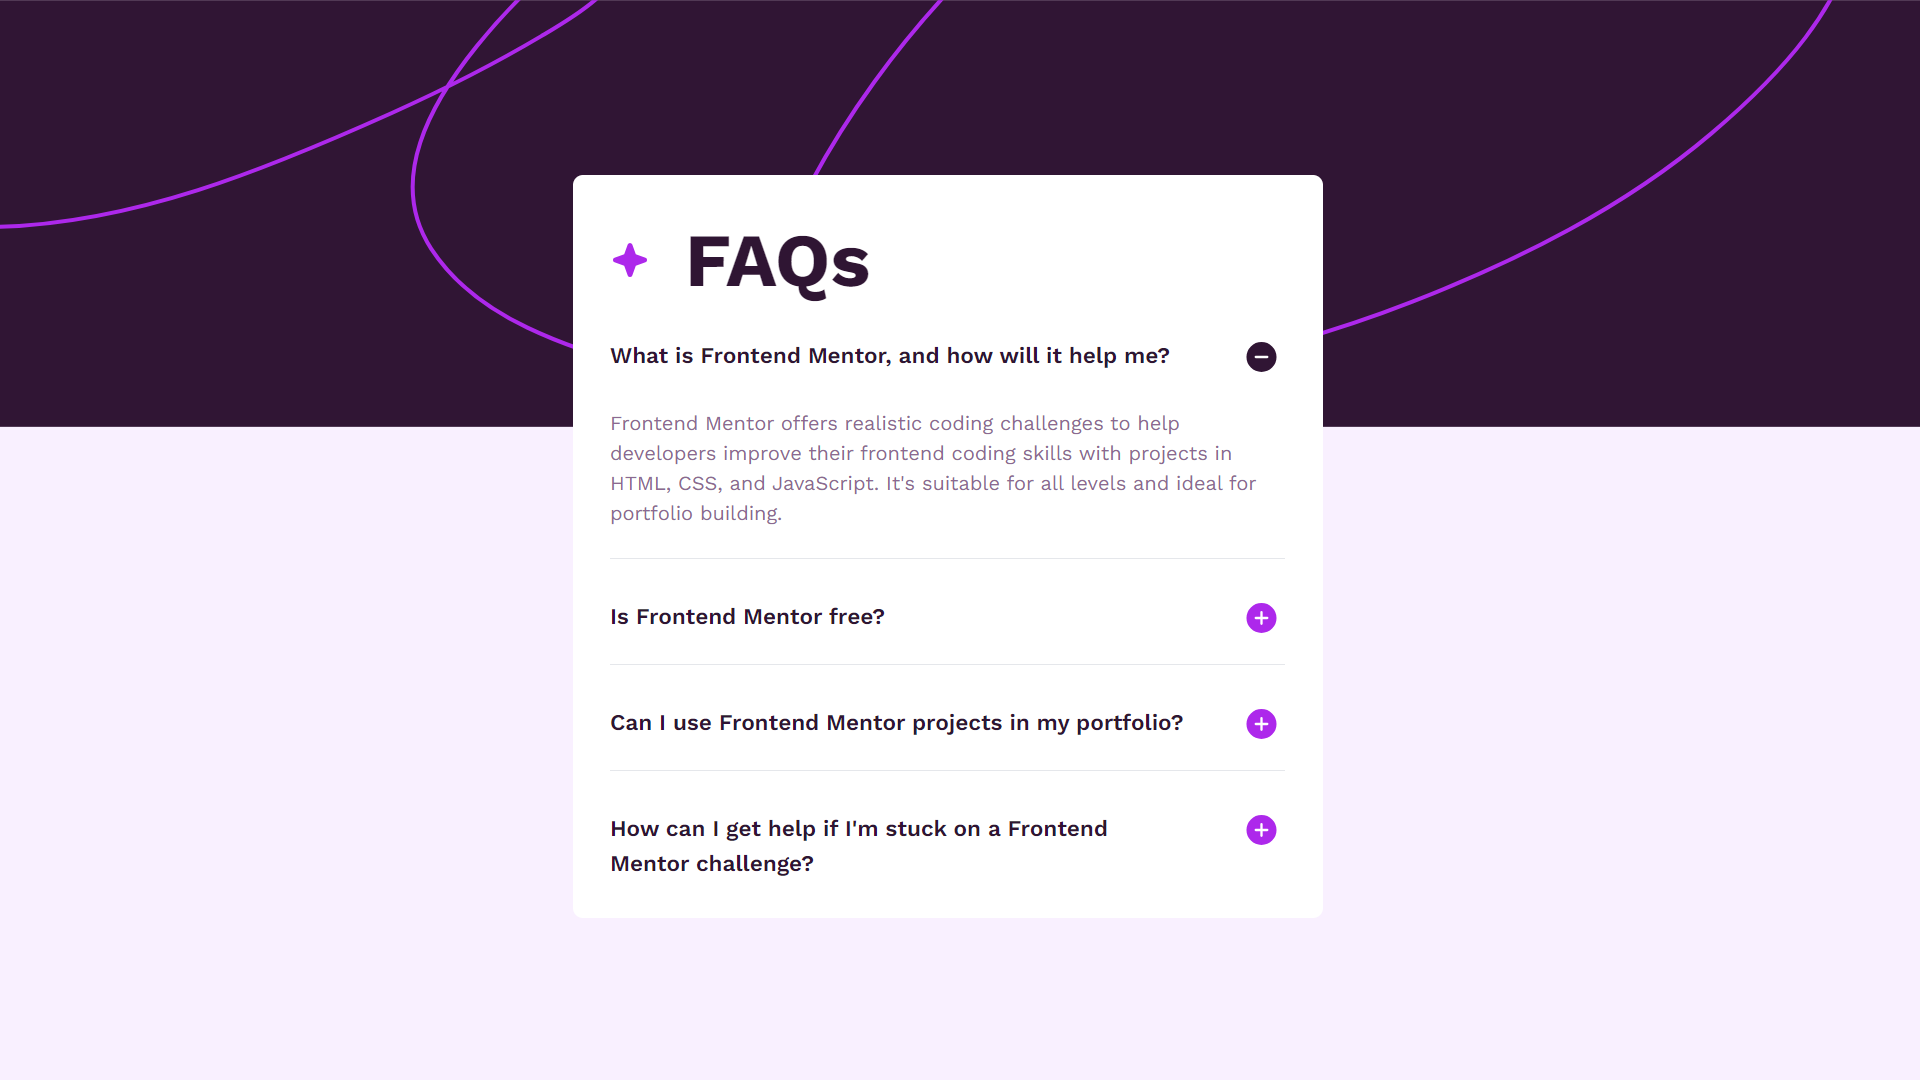 FAQs
What is Frontend Mentor, and how will it help me?
Frontend Mentor offers realistic coding challenges to help
developers improve their frontend coding skills with projects in
HTML, CSS, and JavaScript. It's suitable for all levels and ideal for
portfolio building.
Is Frontend Mentor free?
Can I use Frontend Mentor projects in my portfolio?
How can I get help if I'm stuck on a Frontend
Mentor challenge?